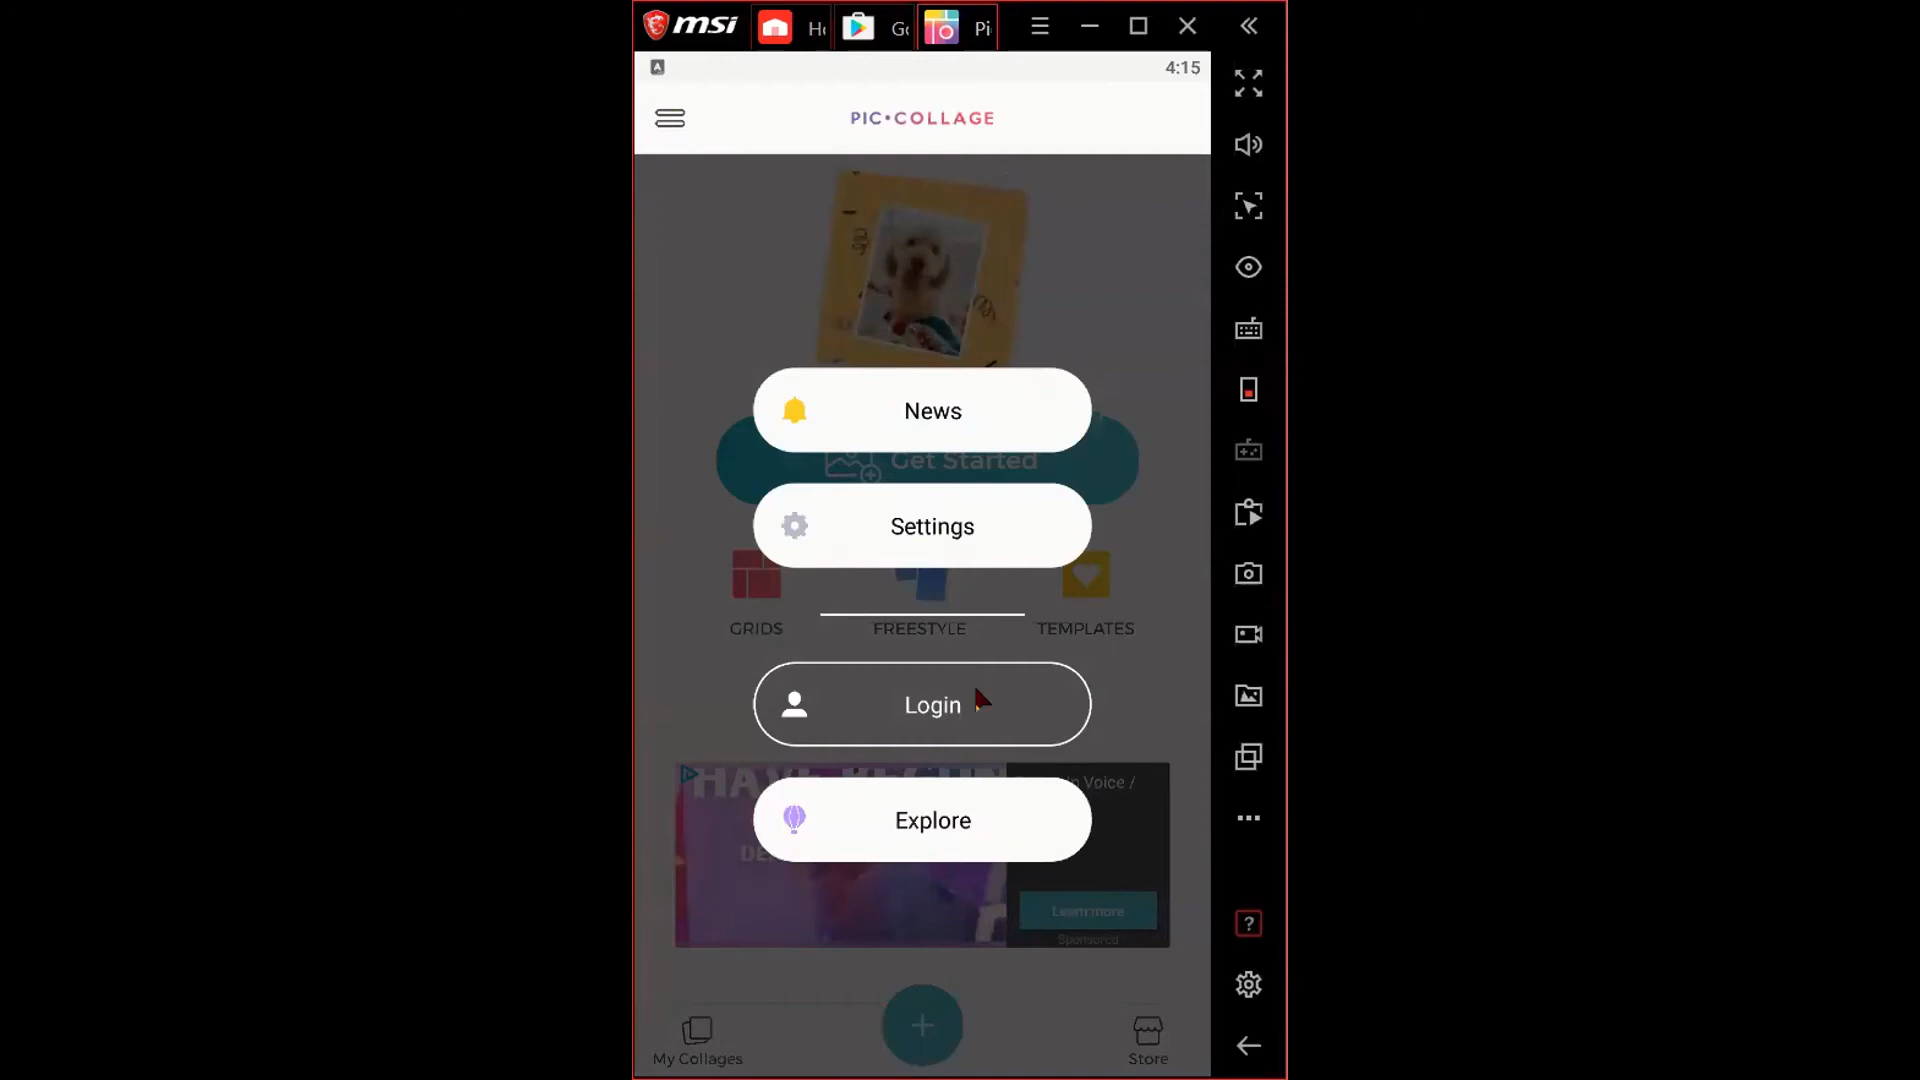 msi
4:15
PIC•COLLAGE
News
Get Started
Settings
GRIDS
FREESTYLE
TEMPLATES
Login
Voice /
Explore
Learn more
Sponsored
My Collages
Store